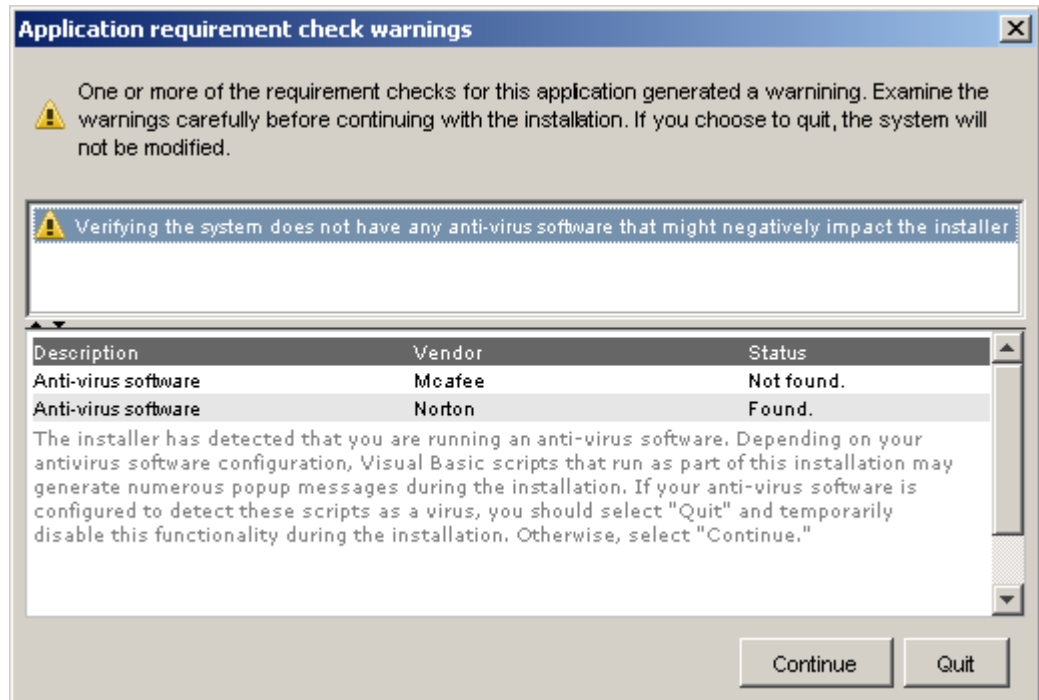 Application requirement check warnings
One or more of the requirement checks for this application generated a warnining. Examine the
warnings carefully before continuing with the installation. If you choose to quit, the system will
not be modified.
Verifying the system does not have any anti-virus software that might negatively impact the installer
Description Vendor Status
Anti-virus software Mcafee Not found.
Anti-virus software Norton Found.
The installer has detected that you are running an anti-virus software. Depending on your
antivirus software configuration, Visual Basic scripts that run as part of this installation may
generate numerous popup messages during the installation. If your anti-virus software is
configured to detect these scripts as a virus, you should select "Quit" and temporarily
disable this functionality during the installation. Otherwise, select "Continue."
Continue Quit